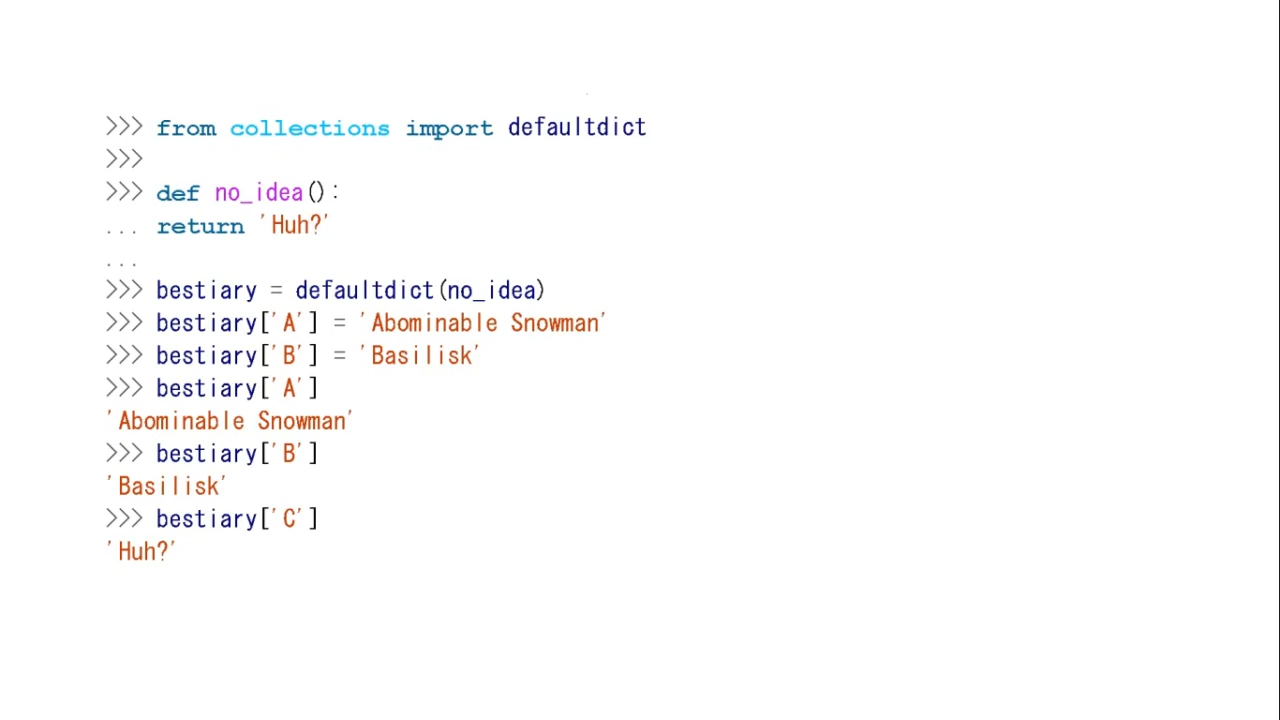 >>> from collections import defaultdict
>>>
>>> def no_idea():
... return 'Huh?'
...
>>> bestiary = defaultdict(no_idea)
>>> bestiary['A'] = 'Abominable Snowman'
>>> bestiary['B'] = 'Basilisk'
>>> bestiary['A']
'Abominable Snowman'
>>> bestiary['B']
'Basilisk'
>>> bestiary['C']
'Huh?'